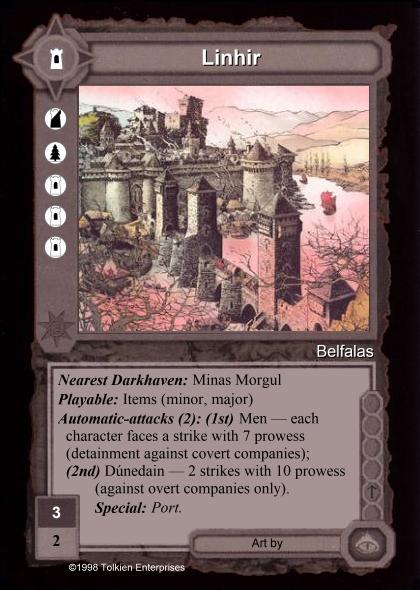 Linhir
Belfalas
Nearest Darkhaven: Minas Morgul
Playable: Items (minor, major)
Automatic-attacks (2): (1st) Men — each
character faces a strike with 7 prowess
(detainment against covert companies);
(2nd) Dúnedain — 2 strikes with 10 prowess
(against overt companies only).
Special: Port.
3
2
Art by
©1998 Tolkien Enterprises